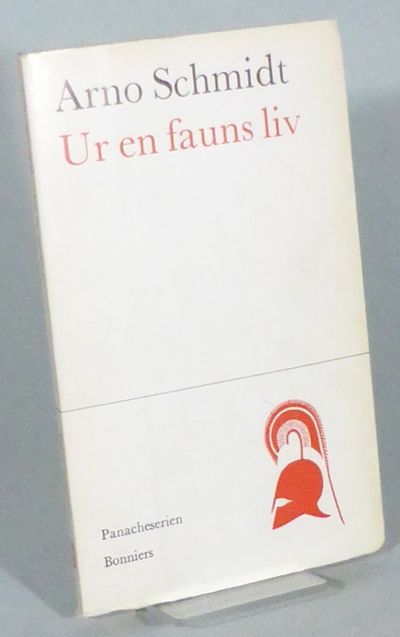 Arno Schmidt
Ur en fauns liv
Panacheserien
Bonniers